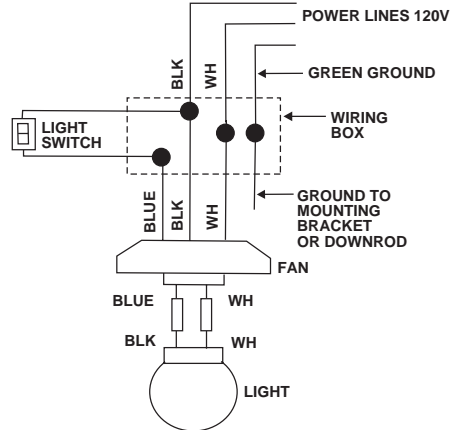 POWER LINES 120V
BLK
WH
GREEN GROUND
WIRING
BOX
LIGHT
SWITCH
BLUE
BLK
WH
GROUND TO
MOUNTING
BRACKET
OR DOWNROD
FAN
BLUE
WH
BLK
WH
LIGHT